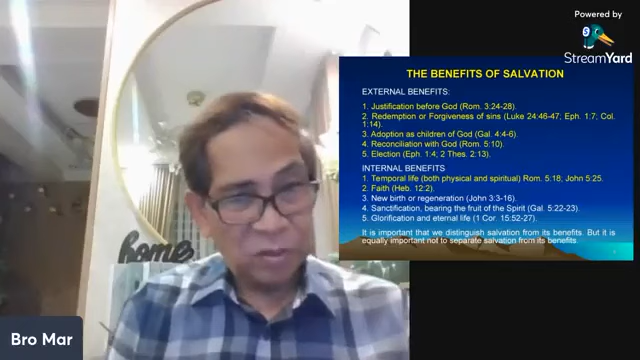 Powered by
StreamYard
THE BENEFITS OF SALVATION
EXTERNAL BENEFITS:
1. Justification before God (Rom. 3:24-28).
2. Redemption or Forgiveness of sins (Luke 24:46-47; Eph. 1:7; Col.
1:14).
3. Adoption as children of God (Gal. 4:4-6).
4. Reconciliation with God (Rom. 5:10).
5. Election (Eph. 1:4; 2 Thes. 2:13).
INTERNAL BENEFITS
1. Temporal life (both physical and spiritual) Rom. 5:18; John 5:25.
2. Faith (Heb. 12:2).
3. New birth or regeneration (John 3:3-16).
4. Sanctification, bearing the fruit of the Spirit (Gal. 5:22-23).
5. Glorification and eternal life (1 Cor. 15:52-27).
It is important that we distinguish salvation from its benefits. But it is
equally important not to separate salvation from its benefits.
home
Bro Mar